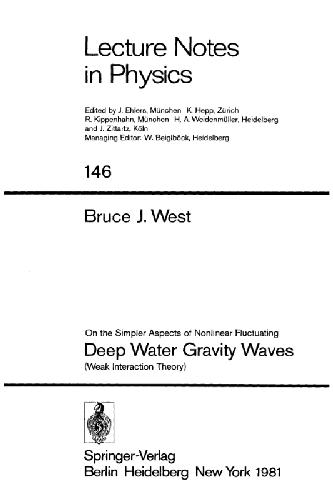 Lecture Notes
in Physics
Edited by J. Ehlers, München K. Hepp, Zürich
R. Kippenhahn, München H. A. Weidenmüller, Heidelberg
and J. Zittartz, Köln
Managing Editor: W. Beiglböck, Heidelberg
146
Bruce J. West
On the Simpler Aspects of Nonlinear Fluctuating
Deep Water Gravity Waves
(Weak Interaction Theory)
Springer-Verlag
Berlin Heidelberg New York 1981